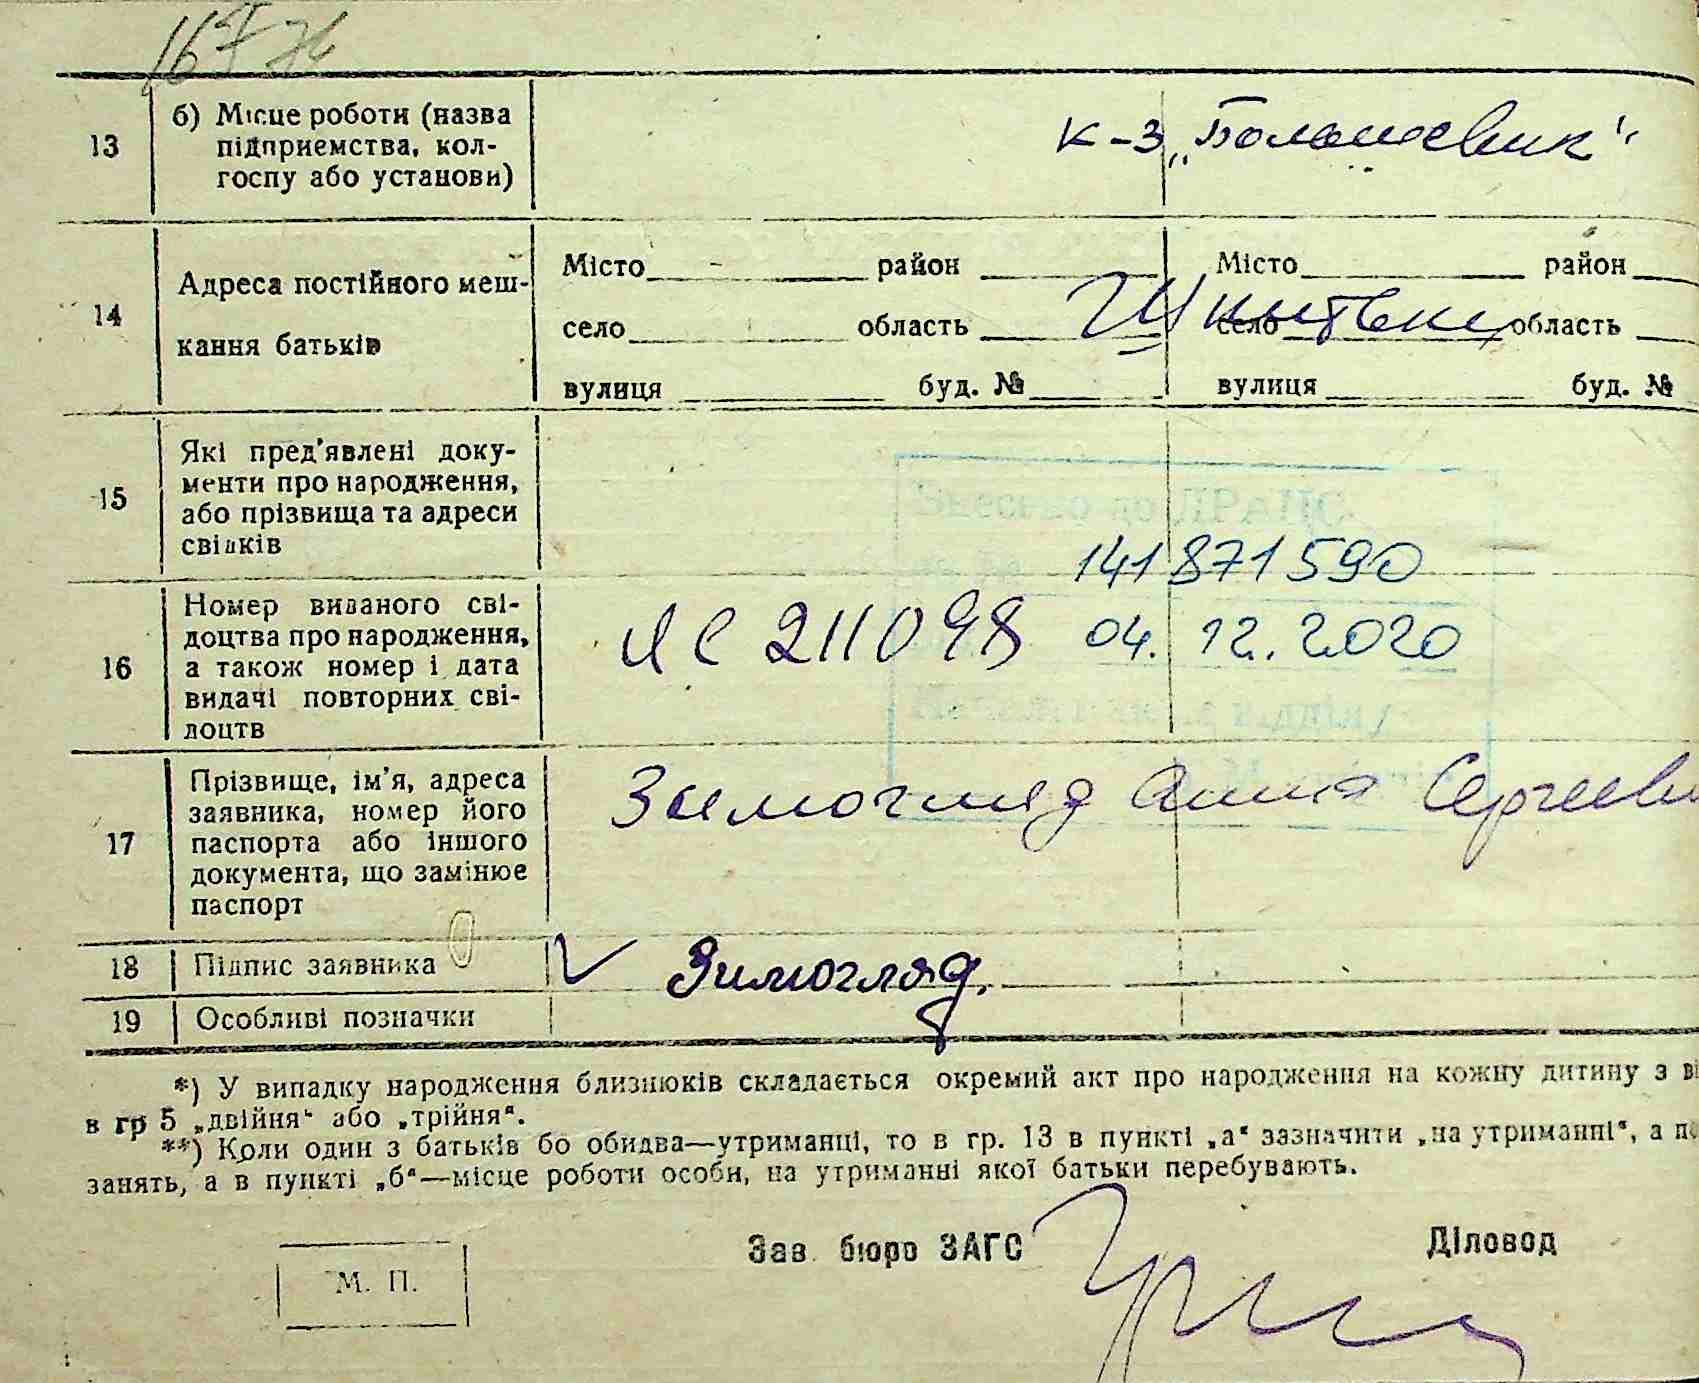 13
б) Місце роботи (назва
підприємства, кол-
госпу або установи)
к-з „Большевик"
14
Адреса постійного меш-
кання батьків
Місто район
село область
вулиця буд. №
Місто район
село область
вулиця буд. №
15
Які пред'явлені доку-
менти про народження,
або прізвища та адреси
свідків
ДРАЦС
141871590
16
Номер виданого сві-
доцтва про народження,
а також номер і дата
видачі повторних сві-
доцтв
ЯС 211098
04. 12. 2020
17
Прізвище, ім'я, адреса
заявника, номер його
паспорта або іншого
документа, що замінює
паспорт
Зимогляд Анна Сергеевн
18
Підпис заявника
V Зимогляд.
19
Особливі позначки
*) У випадку народження близнюків складається окремий акт про народження на кожну дитину з ві
в гр 5 „двійня“ або „трійня“.
**) Коли один з батьків бо обидва—утриманці, то в гр. 13 в пункті „а“ зазначити „на утриманні“, а п
занять, а в пункті „б“—місце роботи особи, на утриманні якої батьки перебувають.
Зав. бюро ЗАГС
Діловод
М. П.